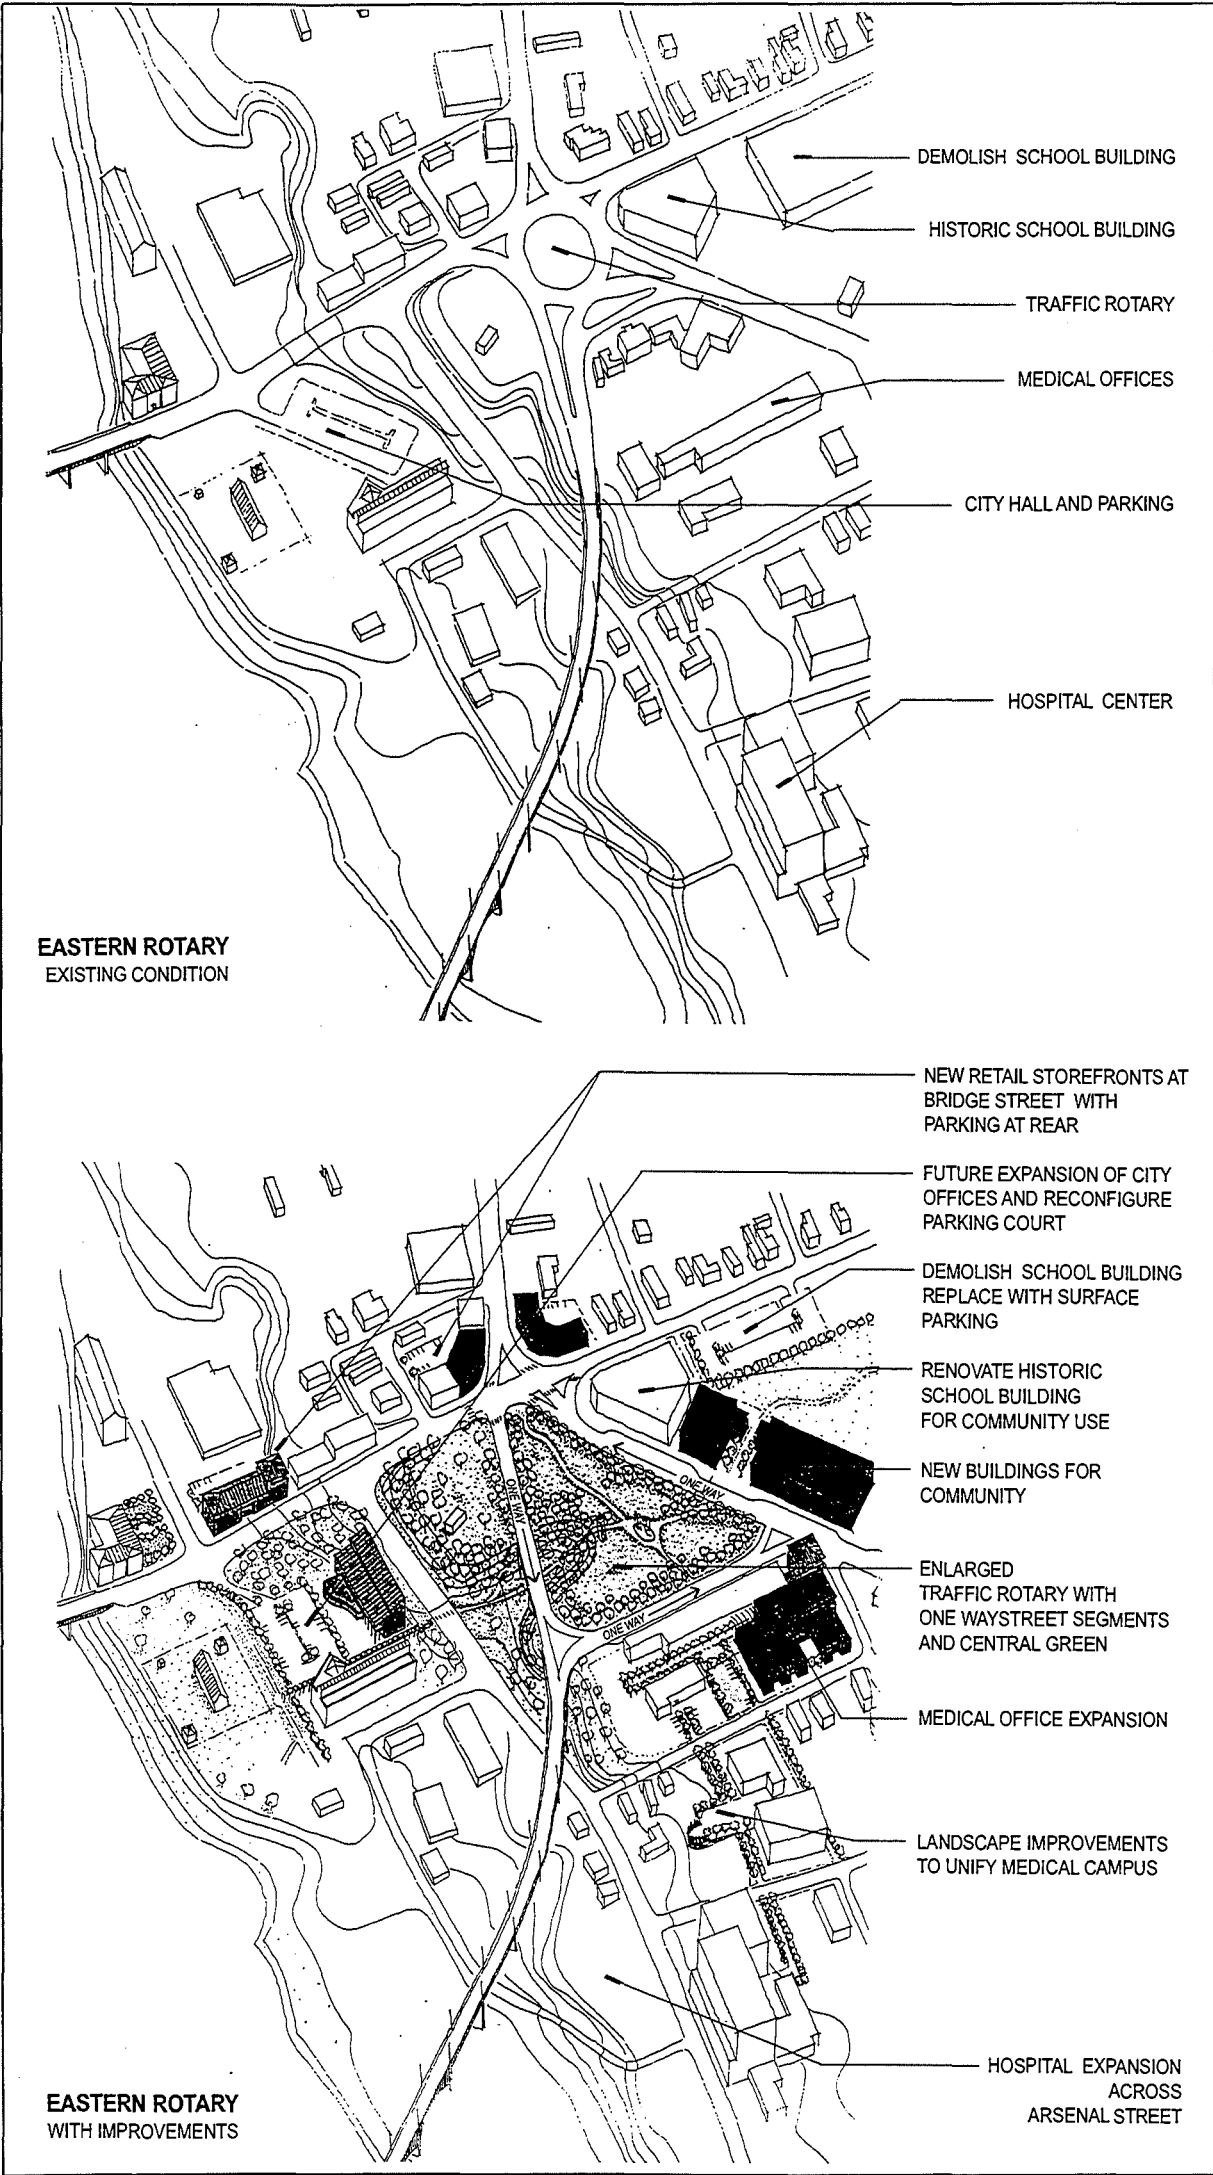 DEMOLISH SCHOOL BUILDING
HISTORIC SCHOOL BUILDING
TRAFFIC ROTARY
MEDICAL OFFICES
CITY HALL AND PARKING
HOSPITAL CENTER
EASTERN ROTARY
EXISTING CONDITION
NEW RETAIL STOREFRONTS AT
BRIDGE STREET WITH
PARKING AT REAR
FUTURE EXPANSION OF CITY
OFFICES AND RECONFIGURE
PARKING COURT
DEMOLISH SCHOOL BUILDING
REPLACE WITH SURFACE
PARKING
RENOVATE HISTORIC
SCHOOL BUILDING
FOR COMMUNITY USE
NEW BUILDINGS FOR
COMMUNITY
ONE WAY
ONE WAY
ONE WAY
ENLARGED
TRAFFIC ROTARY WITH
ONE WAYSTREET SEGMENTS
AND CENTRAL GREEN
MEDICAL OFFICE EXPANSION
LANDSCAPE IMPROVEMENTS
TO UNIFY MEDICAL CAMPUS
HOSPITAL EXPANSION
ACROSS
ARSENAL STREET
EASTERN ROTARY
WITH IMPROVEMENTS